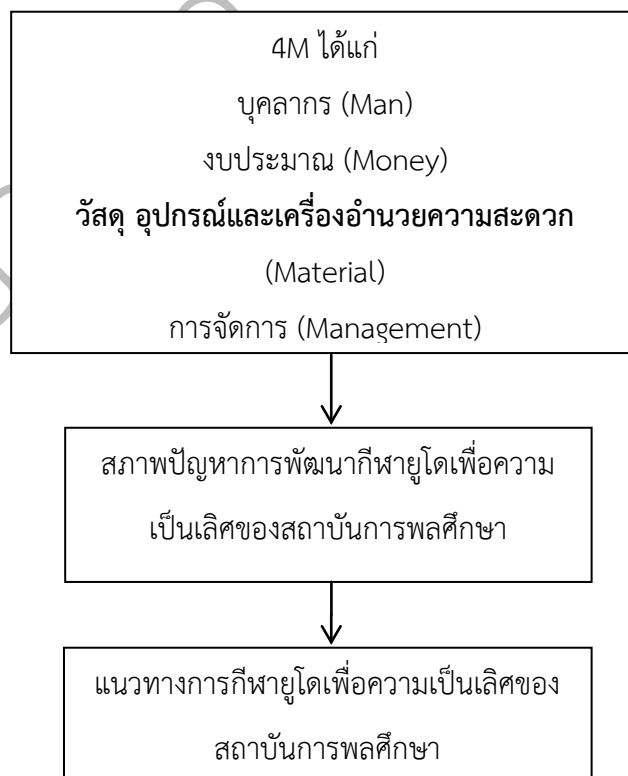 4M ได้แก่
บุคลากร (Man)
งบประมาณ (Money)
วัสดุ อุปกรณ์และเครื่องอำนวยความสะดวก
(Material)
การจัดการ (Management)
สภาพปัญหาการพัฒนากีฬายูโดเพื่อความ
เป็นเลิศของสถาบันการพลศึกษา
แนวทางการกีฬายูโดเพื่อความเป็นเลิศของ
สถาบันการพลศึกษา